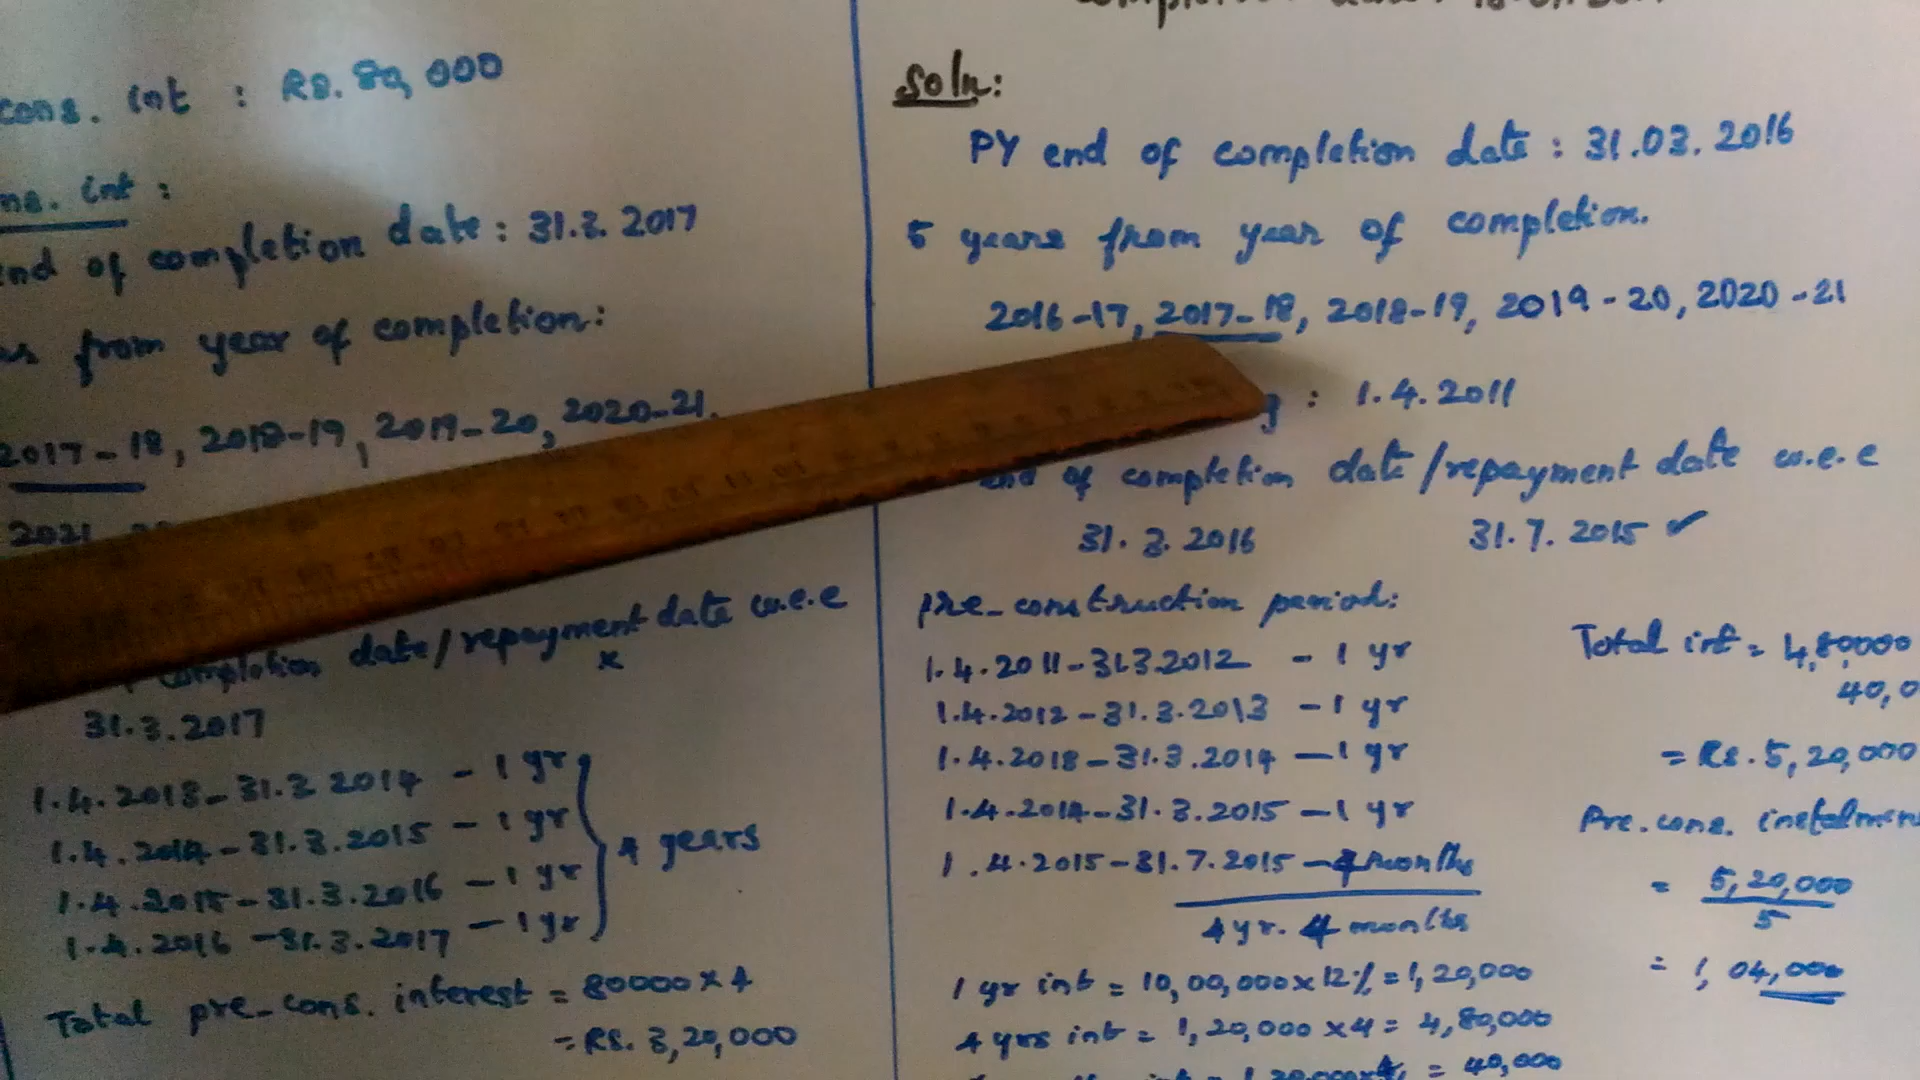 cons. int : RS. 80,000
int :
end of completion date : 31.3.2017
from year of completion:
2017-18, 2018-19, 2019-20, 2020-21.
2021
completion date/repayment date w.e.e
x
31.3.2017
1.4.2013-31.3.2014 - 1 yr
1.4.2014-31.3.2015 - 1 yr
1.4.2015-31.3.2016 - 1 yr
1.4.2016-31.3.2017 - 1 yr
4 years
Total pre-cons. interest = 80000 x 4
= RS. 3,20,000
Soln:
PY end of completion date : 31.03.2016
5 years from year of completion.
2016-17, 2017-18, 2018-19, 2019-20, 2020-21
: 1.4.2011
end of completion date/repayment date w.e.e
31.3.2016 31.7.2015 ✓
pre-construction period:
1.4.2011-31.3.2012 - 1 yr
1.4.2012-31.3.2013 - 1 yr
1.4.2013-31.3.2014 - 1 yr
1.4.2014-31.3.2015 - 1 yr
1.4.2015-31.7.2015 - 4 months
4 yr. 4 months
1 yr int = 10,00,000 x 12% = 1,20,000
4 yrs int = 1,20,000 x 4 = 4,80,000
= 40,000
Total int = 4,80,000
40,0
= RS. 5,20,000
Pre. cons. instalmen
= 5,20,000
5
= 1,04,000